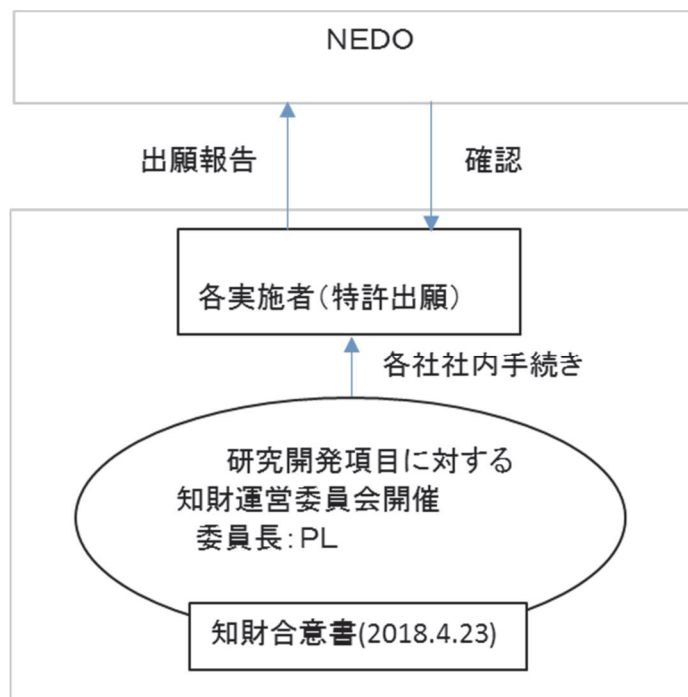 NEDO
出願報告
確認
各実施者（特許出願）
各社社内手続き
研究開発項目に対する
知財運営委員会開催
委員長：PL
知財合意書(2018.4.23)